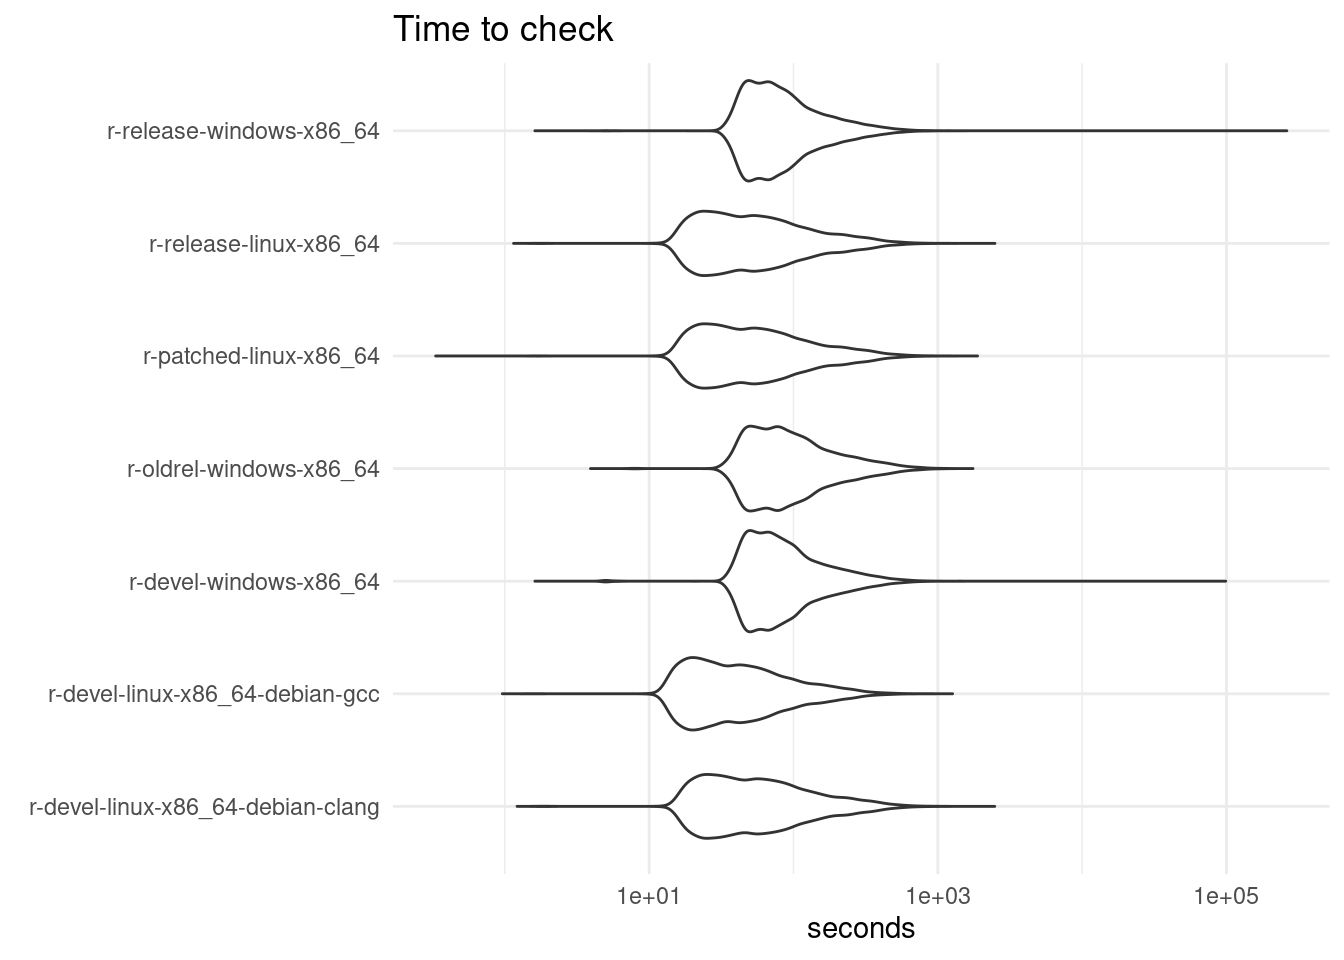 Time to check
r-release-windows-x86_64
r-release-linux-x86_64
r-patched-linux-x86_64
r-oldrel-windows-x86_64
r-devel-windows-x86_64
r-devel-linux-x86_64-debian-gcc
r-devel-linux-x86_64-debian-clang
1e+01 1e+03 1e+05
seconds